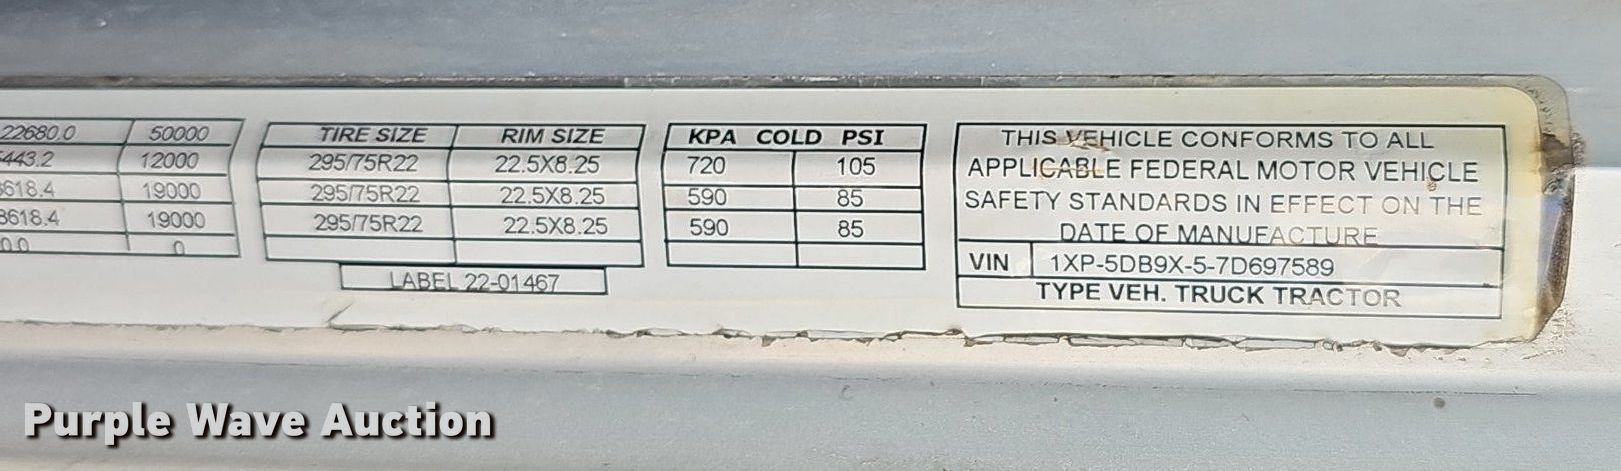 22680.0 50000 TIRE SIZE RIM SIZE KPA COLD PSI
443.2 12000 295/75R22 22.5X8.25 720 105
8618.4 19000 295/75R22 22.5X8.25 590 85
8618.4 19000 295/75R22 22.5X8.25 590 85
0.0 0
LABEL 22-01467
THIS VEHICLE CONFORMS TO ALL
APPLICABLE FEDERAL MOTOR VEHICLE
SAFETY STANDARDS IN EFFECT ON THE
DATE OF MANUFACTURE
VIN 1XP-5DB9X-5-7D697589
TYPE VEH. TRUCK TRACTOR
Purple Wave Auction